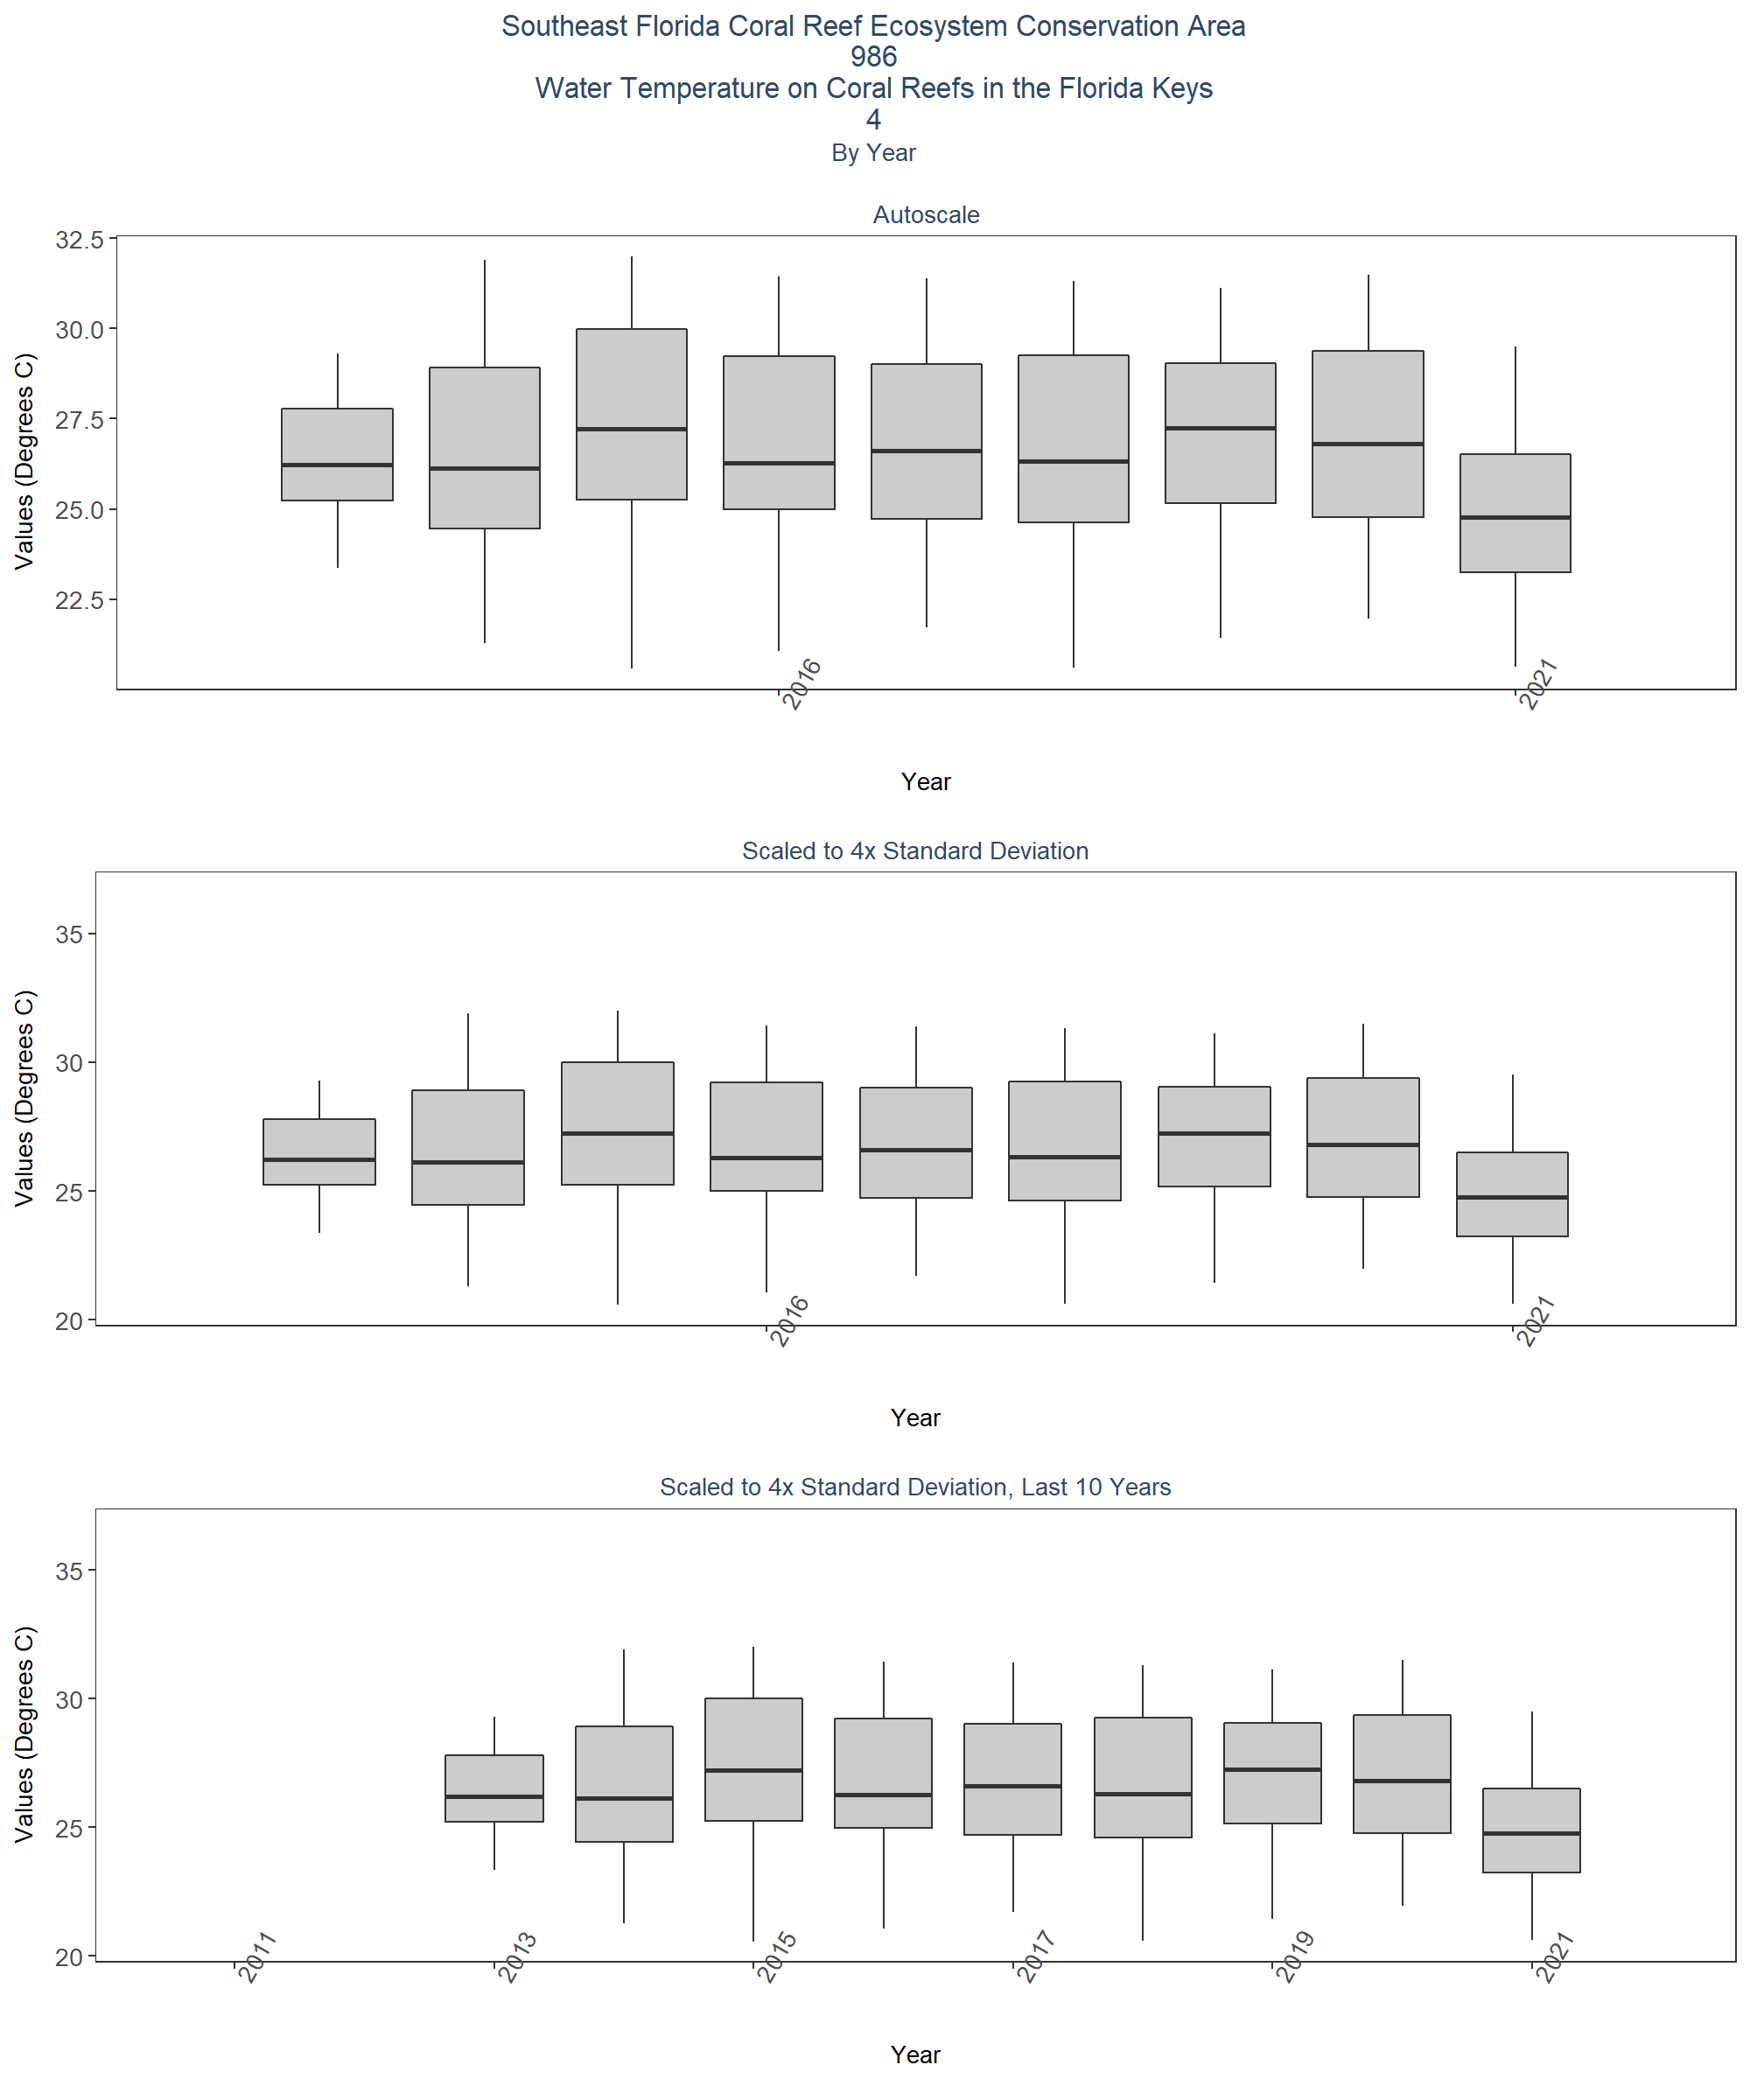 Southeast Florida Coral Reef Ecosystem Conservation Area
986
Water Temperature on Coral Reefs in the Florida Keys
4
By Year
Autoscale
Values (Degrees C)
32.5
30.0
27.5
25.0
22.5
2016
2021
Year
Scaled to 4x Standard Deviation
Values (Degrees C)
35
30
25
20
2016
2021
Year
Scaled to 4x Standard Deviation, Last 10 Years
Values (Degrees C)
35
30
25
20
2011
2013
2015
2017
2019
2021
Year